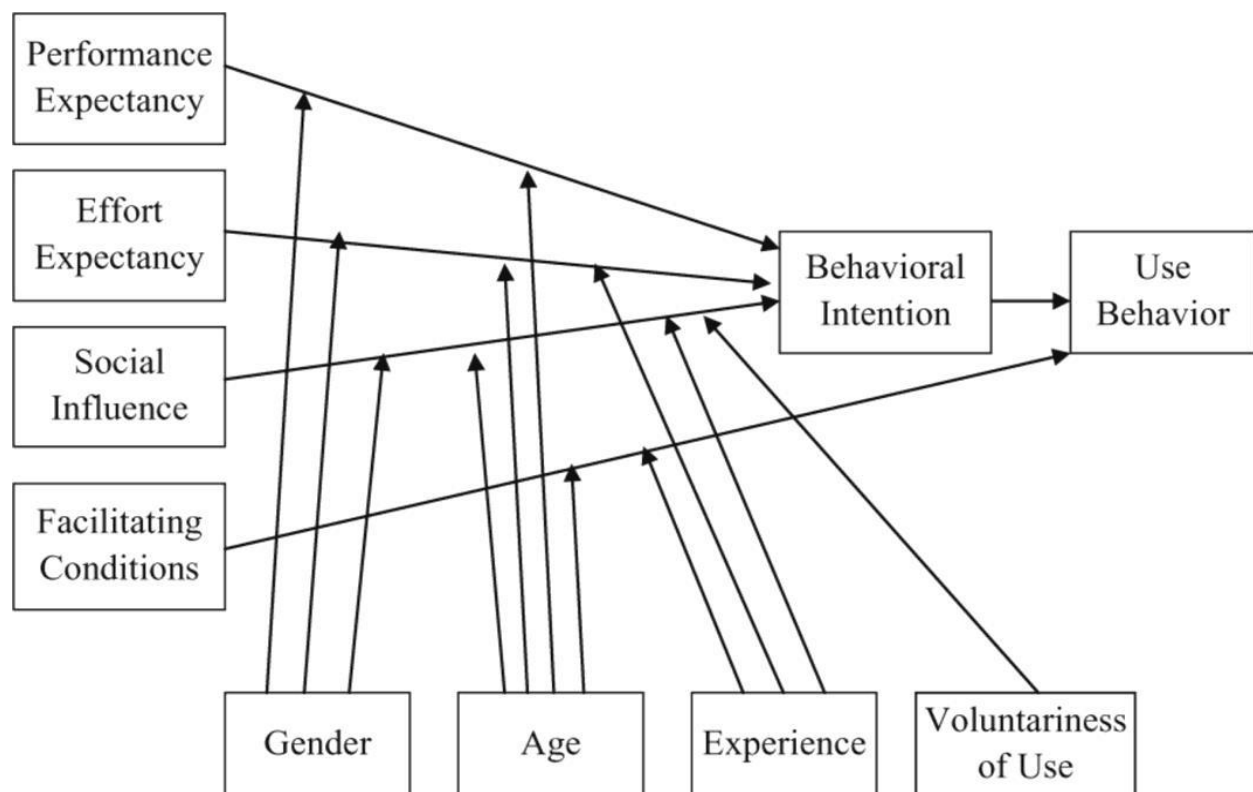 Performance
Expectancy
Effort
Expectancy
Social
Influence
Facilitating
Conditions
Behavioral
Intention
Use
Behavior
Gender
Age
Experience
Voluntariness
of Use